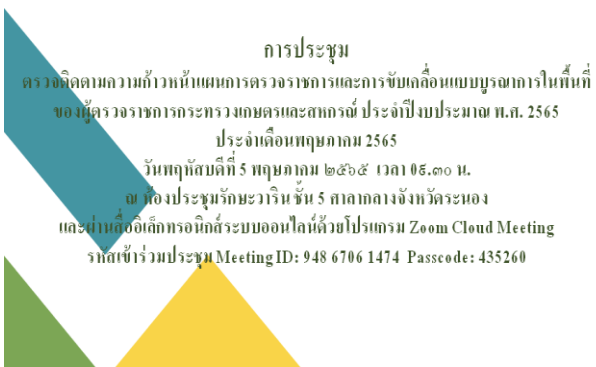 การประชุม
ตรวจติดตามความก้าวหน้าแผนการตรวจราชการและการขับเคลื่อนแบบบูรณาการในพื้นที่
ของผู้ตรวจราชการกระทรวงเกษตรและสหกรณ์ ประจำปีงบประมาณ พ.ศ. 2565
ประจำเดือนพฤษภาคม 2565
วันพฤหัสบดีที่ 5 พฤษภาคม ๒๕๖๕ เวลา 0๙.๓๐ น.
ณ ห้องประชุมรักษะวาริน ชั้น 5 ศาลากลางจังหวัดระนอง
และผ่านสื่ออิเล็กทรอนิกส์ระบบออนไลน์ด้วยโปรแกรม Zoom Cloud Meeting
รหัสเข้าร่วมประชุม Meeting ID: 948 6706 1474 Passcode: 435260